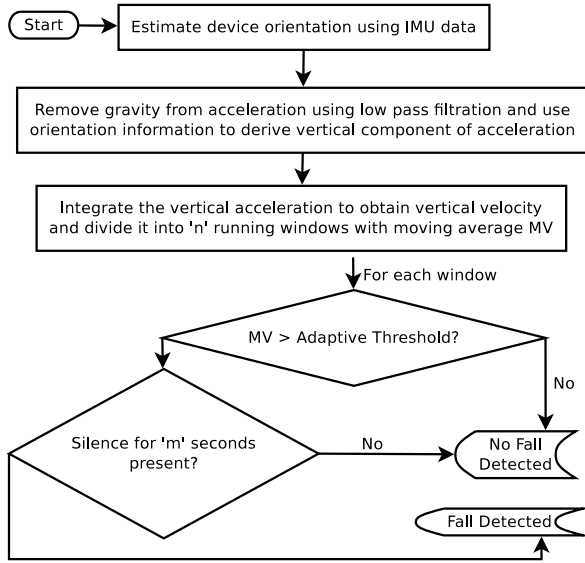 Start
Estimate device orientation using IMU data
Remove gravity from acceleration using low pass filtration and use
orientation information to derive vertical component of acceleration
Integrate the vertical acceleration to obtain vertical velocity
and divide it into 'n' running windows with moving average MV
For each window
MV > Adaptive Threshold?
No
Silence for 'm' seconds
present?
No
No Fall
Detected
Fall Detected